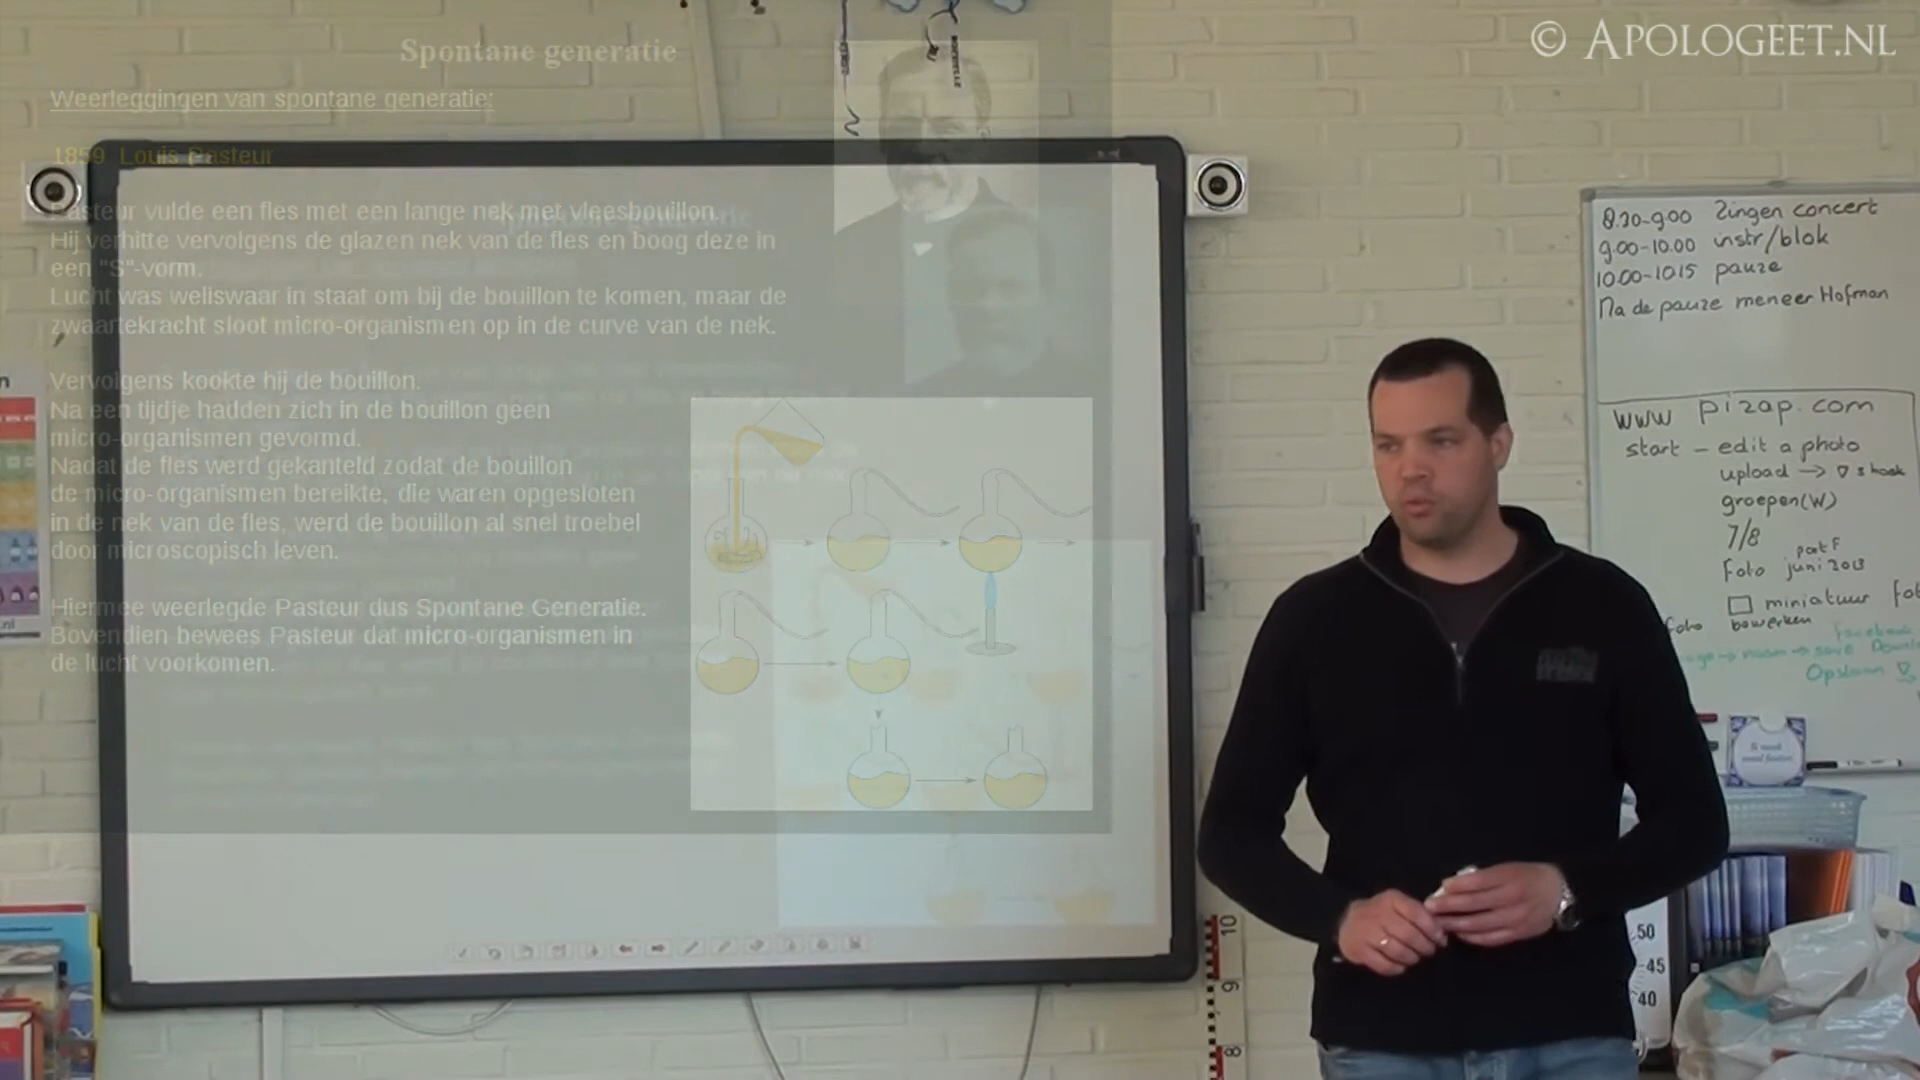 © APOLOGEET.NL
Spontane generatie
Weerleggingen van spontane generatie:
1859 Louis Pasteur
Pasteur vulde een fles met een lange nek met vleesbouillon.
Hij verhitte vervolgens de glazen nek van de fles en boog deze in
een "S"-vorm.
Lucht was weliswaar in staat om bij de bouillon te komen, maar de
zwaartekracht sloot micro-organismen op in de curve van de nek.
Vervolgens kookte hij de bouillon.
Na een tijdje hadden zich in de bouillon geen
micro-organismen gevormd.
Nadat de fles werd gekanteld zodat de bouillon
de micro-organismen bereikte, die waren opgesloten
in de nek van de fles, werd de bouillon al snel troebel
door microscopisch leven.
Hiermee weerlegde Pasteur dus Spontane Generatie.
Bovendien bewees Pasteur dat micro-organismen in
de lucht voorkomen.
8.30-9.00 Zingen concert
9.00-10.00 instr/blok
10.00-10.15 pauze
Na de pauze meneer Hofman
www pizap.com
start - edit a photo
upload →
groepen(W)
7/8
Foto juni 2013
miniatuur
foto bewerken
Opslaan
10
9
8
50
45
40